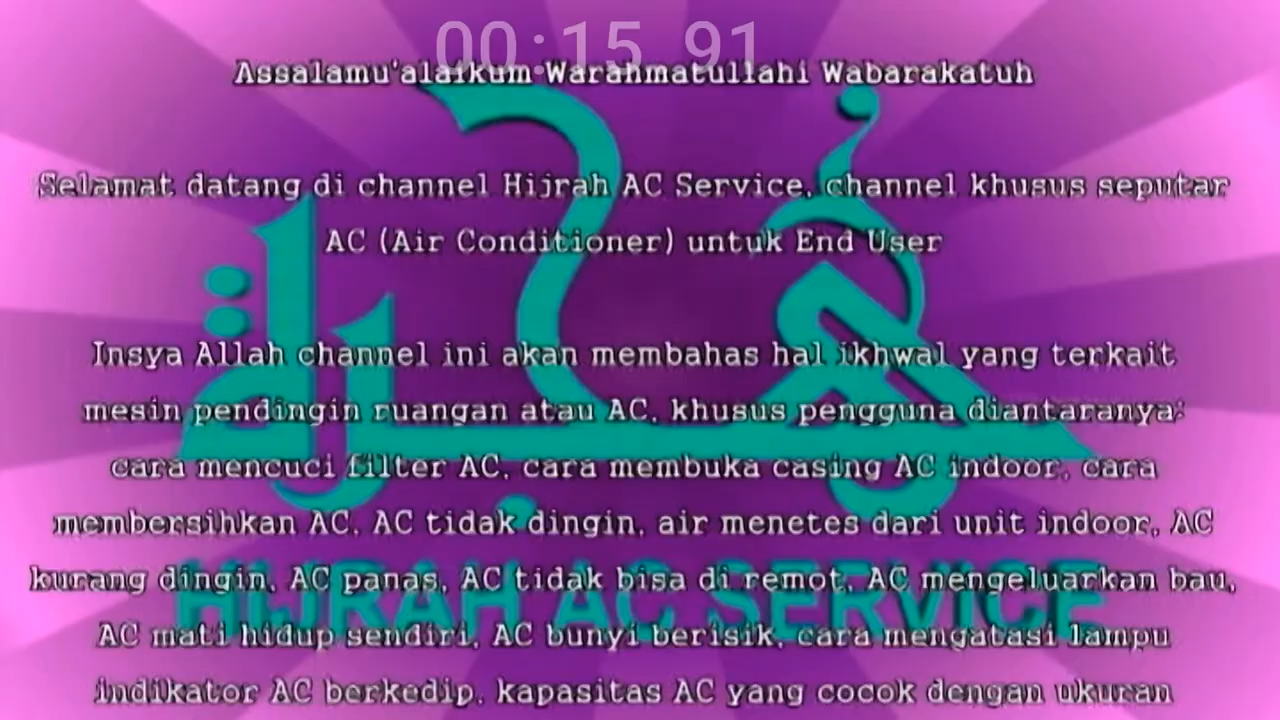 00:15 91
Assalamu'alaikum Warahmatullahi Wabarakatuh
Selamat datang di channel Hijrah AC Service, channel khusus seputar
AC (Air Conditioner) untuk End User
Insya Allah channel ini akan membahas hal ikhwal yang terkait
mesin pendingin ruangan atau AC, khusus pengguna diantaranya:
cara mencuci filter AC, cara membuka casing AC indoor, cara
membersihkan AC, AC tidak dingin, air menetes dari unit indoor, AC
kurang dingin, AC panas, AC tidak bisa di remot, AC mengeluarkan bau,
AC mati hidup sendiri, AC bunyi berisik, cara mengatasi lampu
indikator AC berkedip, kapasitas AC yang cocok dengan ukuran
هجرة
HIJRAH AC SERVICE